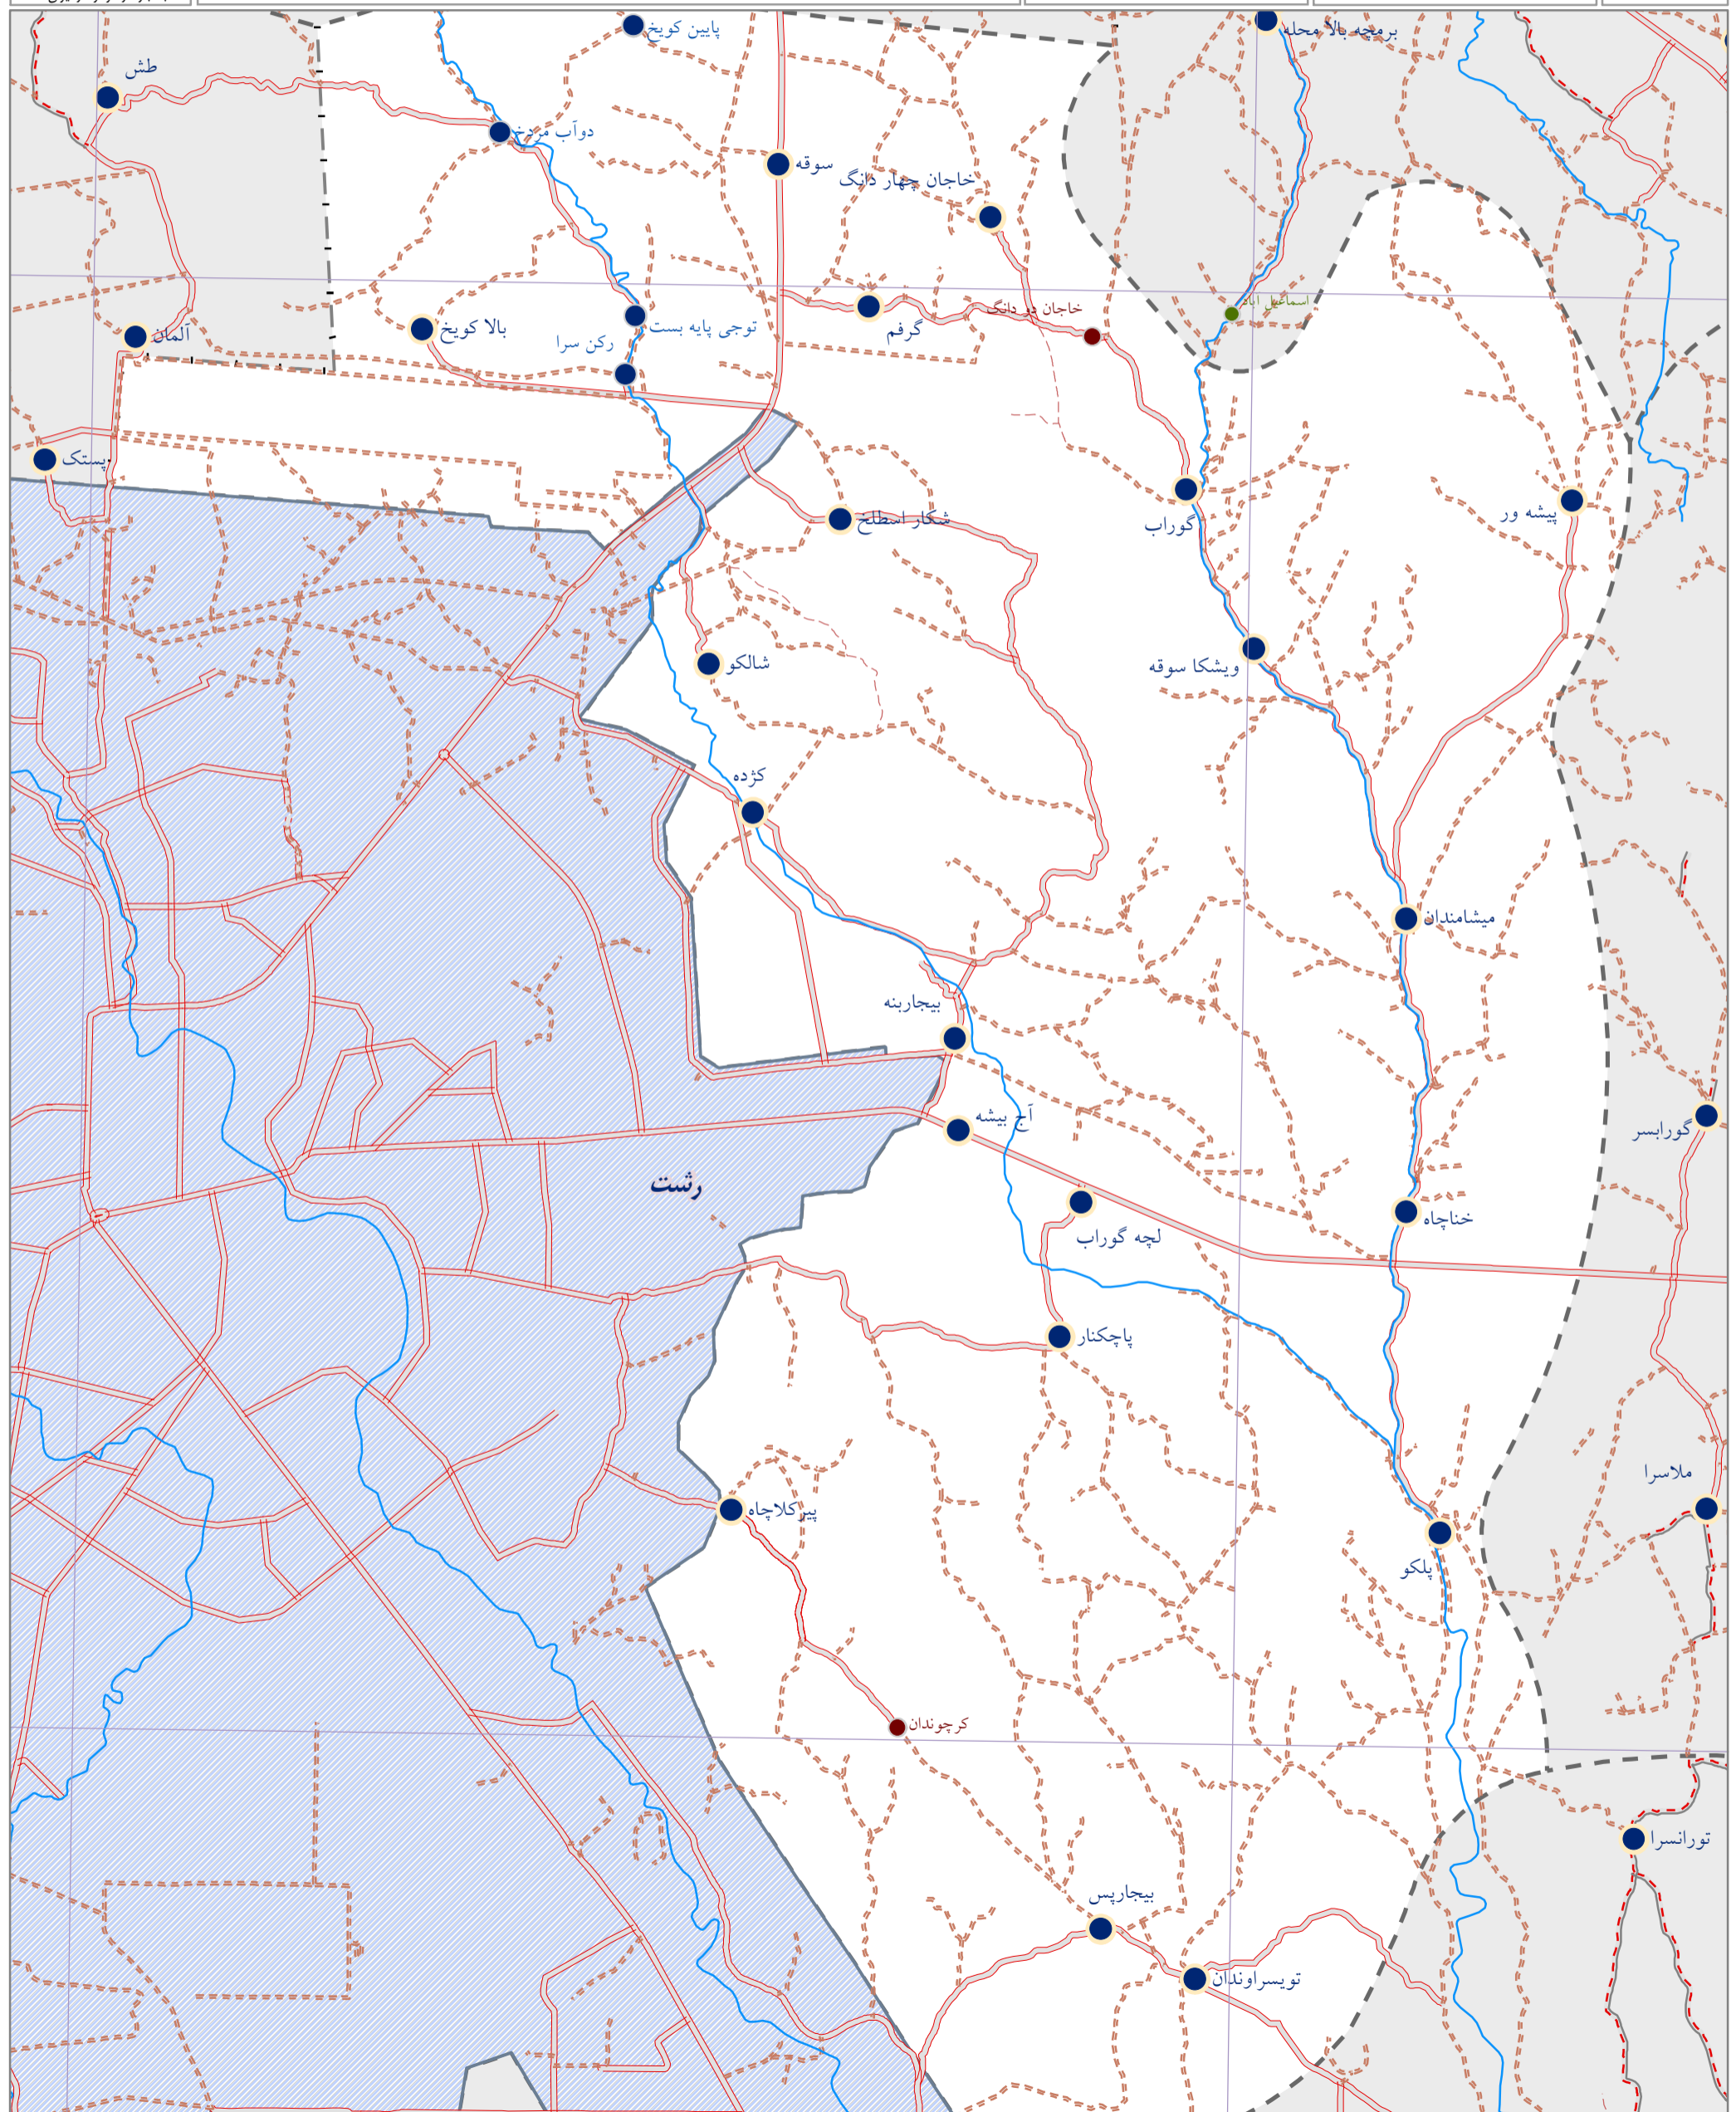 برمچه بالا محله
پایین کویخ
طش
دوآب مردخ
سوقه
خاجان چهار دانگ
اسماعیل آباد
خاجان دو دانگ
گرفم
توجی پایه بست
بالا کویخ
آلمان
رکن سرا
پستک
پیشه ور
شکار اسطلخ
گوراب
شالکو
ویشکا سوقه
کژده
میشامندان
بیجاربنه
آج بیشه
گورابسر
رشت
خناچاه
لچه گوراب
پاچکنار
ملاسرا
پیرکلاچاه
پلکو
کرچوندان
تورانسرا
بیجارپس
تویسراوندان